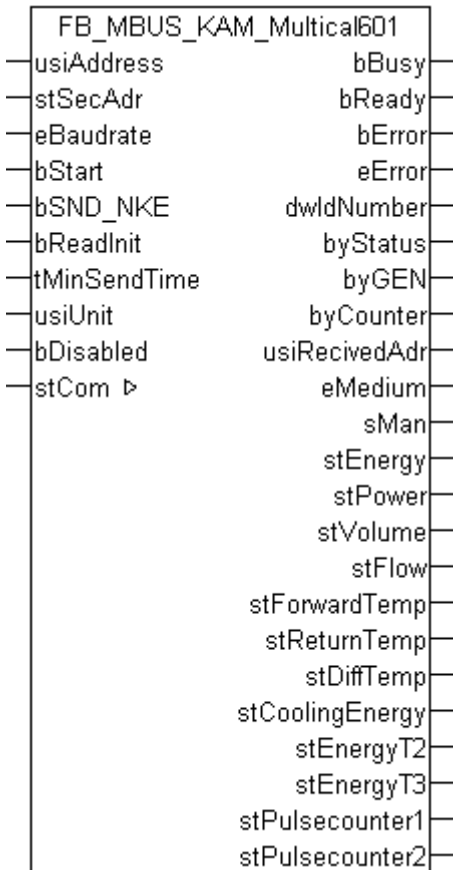 FB_MBUS_KAM_Multical601
usiAddress bBusy
stSecAdr bReady
eBaudrate bError
bStart eError
bSND_NKE dwIdNumber
bReadInit byStatus
tMinSendTime byGEN
usiUnit byCounter
bDisabled usiRecivedAdr
stCom ▷ eMedium
sMan
stEnergy
stPower
stVolume
stFlow
stForwardTemp
stReturnTemp
stDiffTemp
stCoolingEnergy
stEnergyT2
stEnergyT3
stPulsecounter1
stPulsecounter2